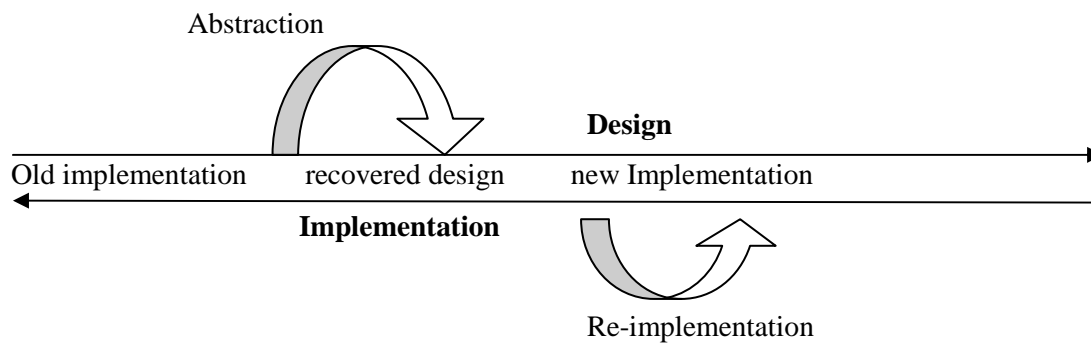 Abstraction
Design
Old implementation recovered design new Implementation
Implementation
Re-implementation